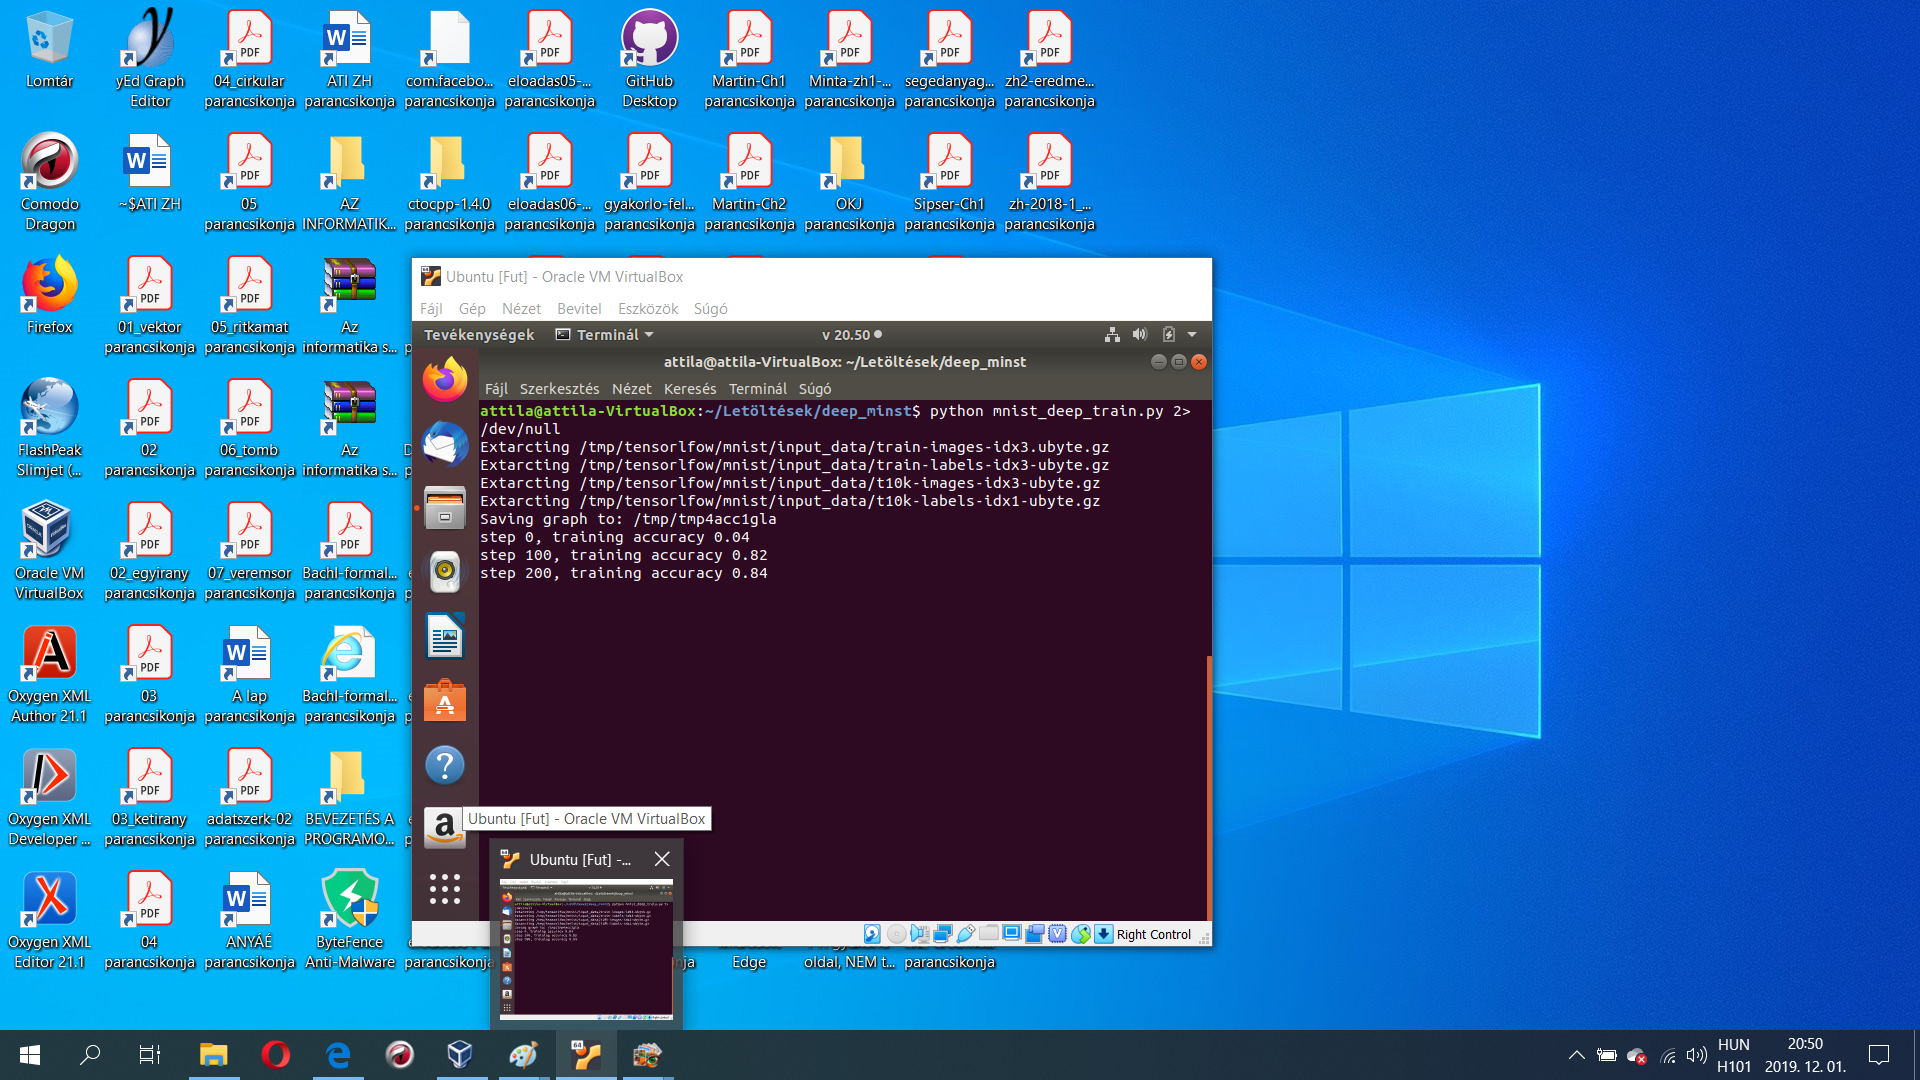 Lomtár
yEd Graph
Editor
04_cirkular
parancsikonja
ATI ZH
parancsikonja
com.facebo...
parancsikonja
eloadas05-...
parancsikonja
GitHub
Desktop
Martin-Ch1
parancsikonja
Minta-zh1-...
parancsikonja
segedanyag...
parancsikonja
zh2-eredme...
parancsikonja
Comodo
Dragon
~$ATI ZH
05
parancsikonja
AZ
INFORMATIK...
ctocpp-1.4.0
parancsikonja
eloadas06-...
parancsikonja
gyakorlo-fel...
parancsikonja
Martin-Ch2
parancsikonja
OKJ
parancsikonja
Sipser-Ch1
parancsikonja
zh-2018-1_...
parancsikonja
Firefox
01_vektor
parancsikonja
05_ritkamat
parancsikonja
Az
informatika s...
FlashPeak
Slimjet (...
02
parancsikonja
06_tomb
parancsikonja
Az
informatika s...
Oracle VM
VirtualBox
02_egyirany
parancsikonja
07_veremsor
parancsikonja
Bachl-formal...
parancsikonja
Oxygen XML
Author 21.1
03
parancsikonja
A lap
parancsikonja
Bachl-formal...
parancsikonja
Oxygen XML
Developer ...
03_ketirany
parancsikonja
adatszerk-02
parancsikonja
BEVEZETÉS A
PROGRAMO...
Oxygen XML
Editor 21.1
04
parancsikonja
ANYÁÉ
parancsikonja
ByteFence
Anti-Malware
parancsikonja
Edge
oldal, NEM t...
parancsikonja
Ubuntu [Fut] - Oracle VM VirtualBox
Fájl Gép Nézet Bevitel Eszközök Súgó
Tevékenységek Terminál v 20.50
attila@attila-VirtualBox: ~/Letöltések/deep_minst
Fájl Szerkesztés Nézet Keresés Terminál Súgó
attila@attila-VirtualBox:~/Letöltések/deep_minst$ python mnist_deep_train.py 2>
/dev/null
Extarcting /tmp/tensorlfow/mnist/input_data/train-images-idx3.ubyte.gz
Extarcting /tmp/tensorlfow/mnist/input_data/train-labels-idx3-ubyte.gz
Extarcting /tmp/tensorlfow/mnist/input_data/t10k-images-idx3-ubyte.gz
Extarcting /tmp/tensorlfow/mnist/input_data/t10k-labels-idx1-ubyte.gz
Saving graph to: /tmp/tmp4acc1gla
step 0, training accuracy 0.04
step 100, training accuracy 0.82
step 200, training accuracy 0.84
Ubuntu [Fut] - Oracle VM VirtualBox
Ubuntu [Fut] -...
Right Control
HUN
H101
20:50
2019. 12. 01.